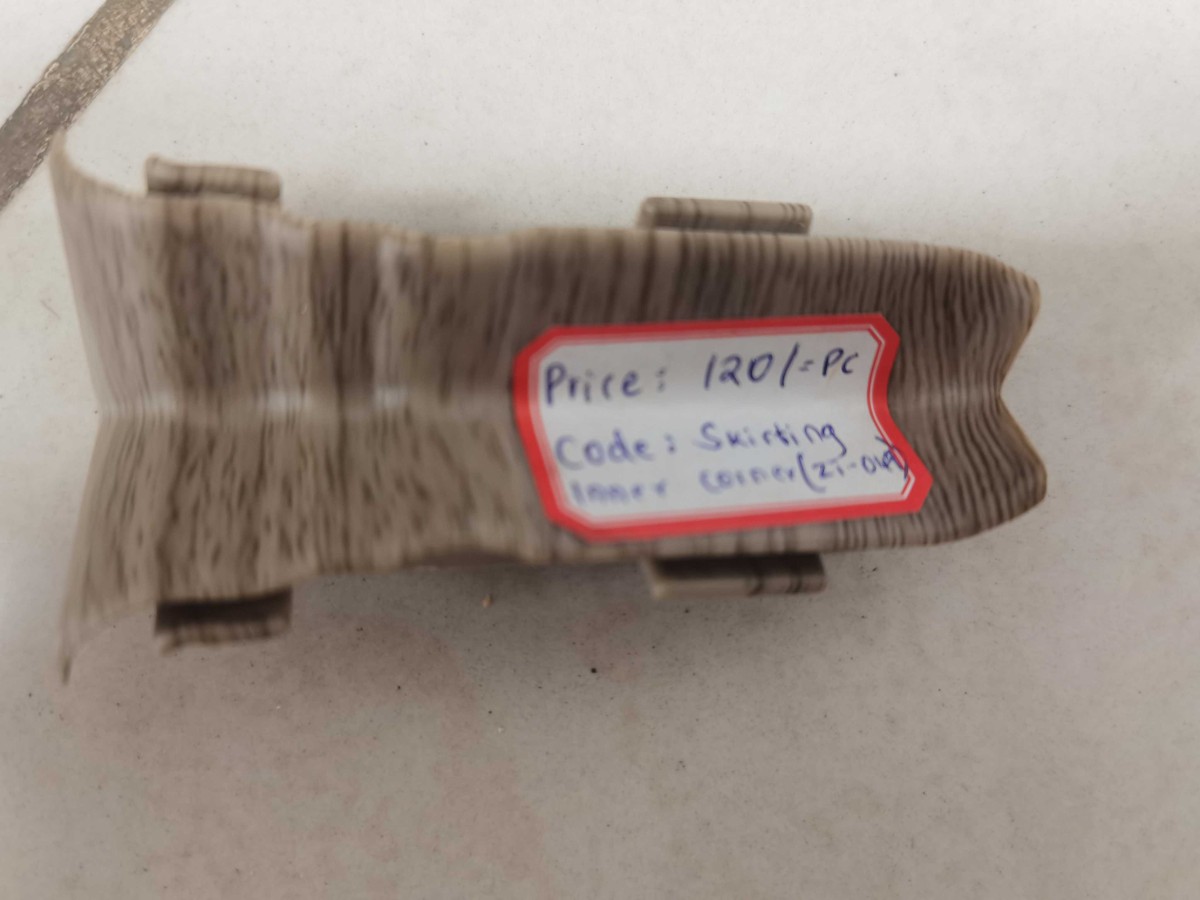 Price: 120/=PC
Code: Skirting
Inner corner